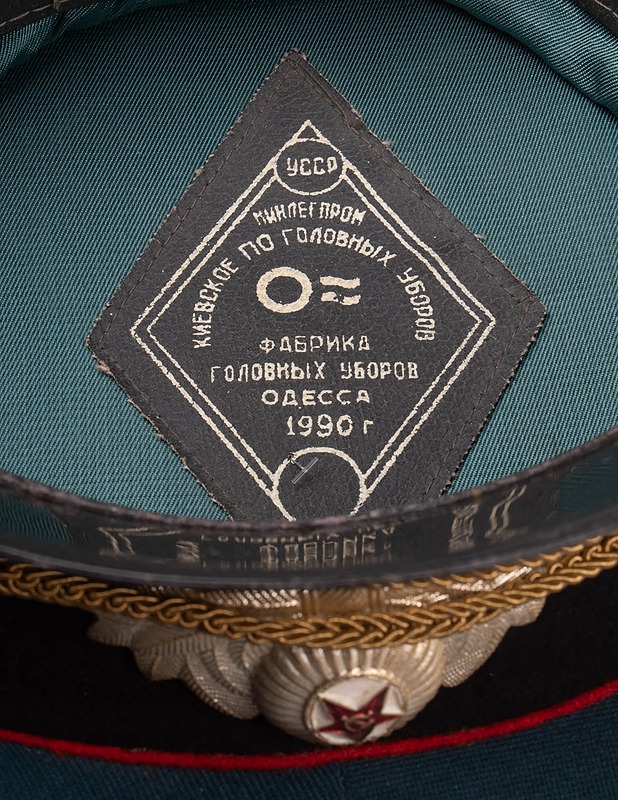 УССР
МИНЛЕГПРОМ
КИЕВСКОЕ ПО ГОЛОВНЫХ УБОРОВ
ФАБРИКА
ГОЛОВНЫХ УБОРОВ
ОДЕССА
1990 г